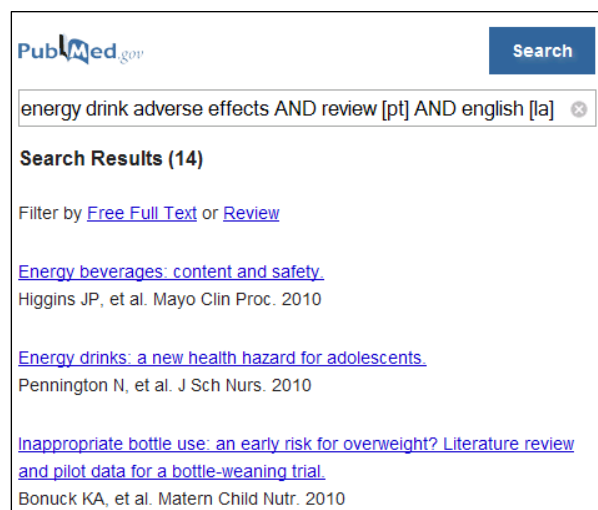 PubMed.gov
Search
energy drink adverse effects AND review [pt] AND english [la]
Search Results (14)
Filter by Free Full Text or Review
Energy beverages: content and safety.
Higgins JP, et al. Mayo Clin Proc. 2010
Energy drinks: a new health hazard for adolescents.
Pennington N, et al. J Sch Nurs. 2010
Inappropriate bottle use: an early risk for overweight? Literature review
and pilot data for a bottle-weaning trial.
Bonuck KA, et al. Matern Child Nutr. 2010